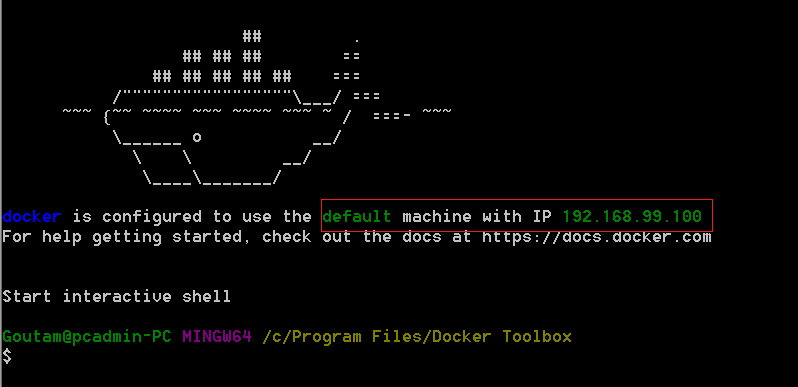 ##         .
## ## ##        ==
## ## ## ## ##    ===
/"""""""""""""""""\___/ ===
~~~ {~~ ~~~~ ~~~ ~~~~ ~~~ ~ /  ===- ~~~
\______ o           __/
\    \         __/
\____\_______/
docker is configured to use the default machine with IP 192.168.99.100
For help getting started, check out the docs at https://docs.docker.com
Start interactive shell
Goutam@pcadmin-PC MINGW64 /c/Program Files/Docker Toolbox
$